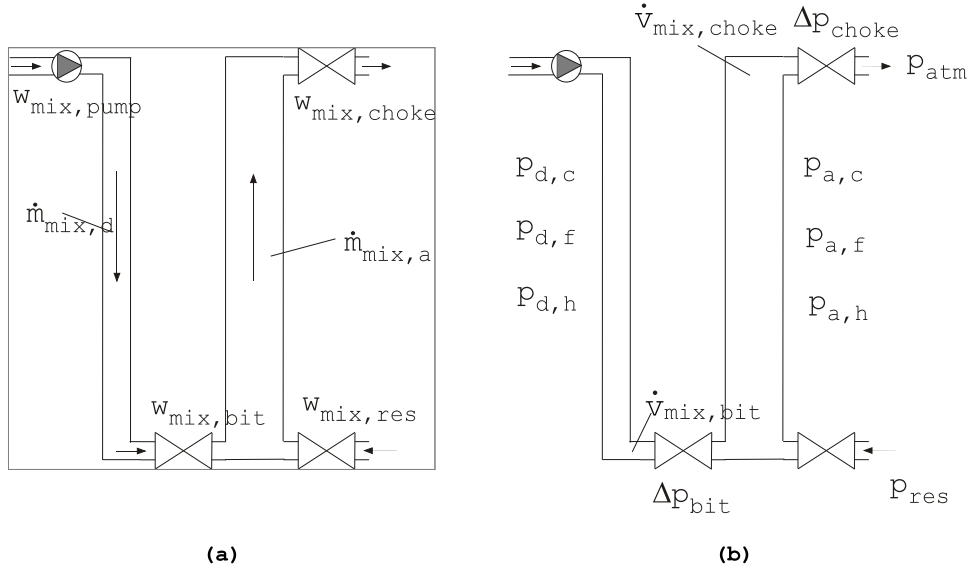 w_mix,pump
w_mix,choke
ṁ_mix,d
ṁ_mix,a
w_mix,bit
w_mix,res
(a)
v̇_mix,choke
Δp_choke
p_atm
p_d,c
p_a,c
p_d,f
p_a,f
p_d,h
p_a,h
v̇_mix,bit
Δp_bit
p_res
(b)